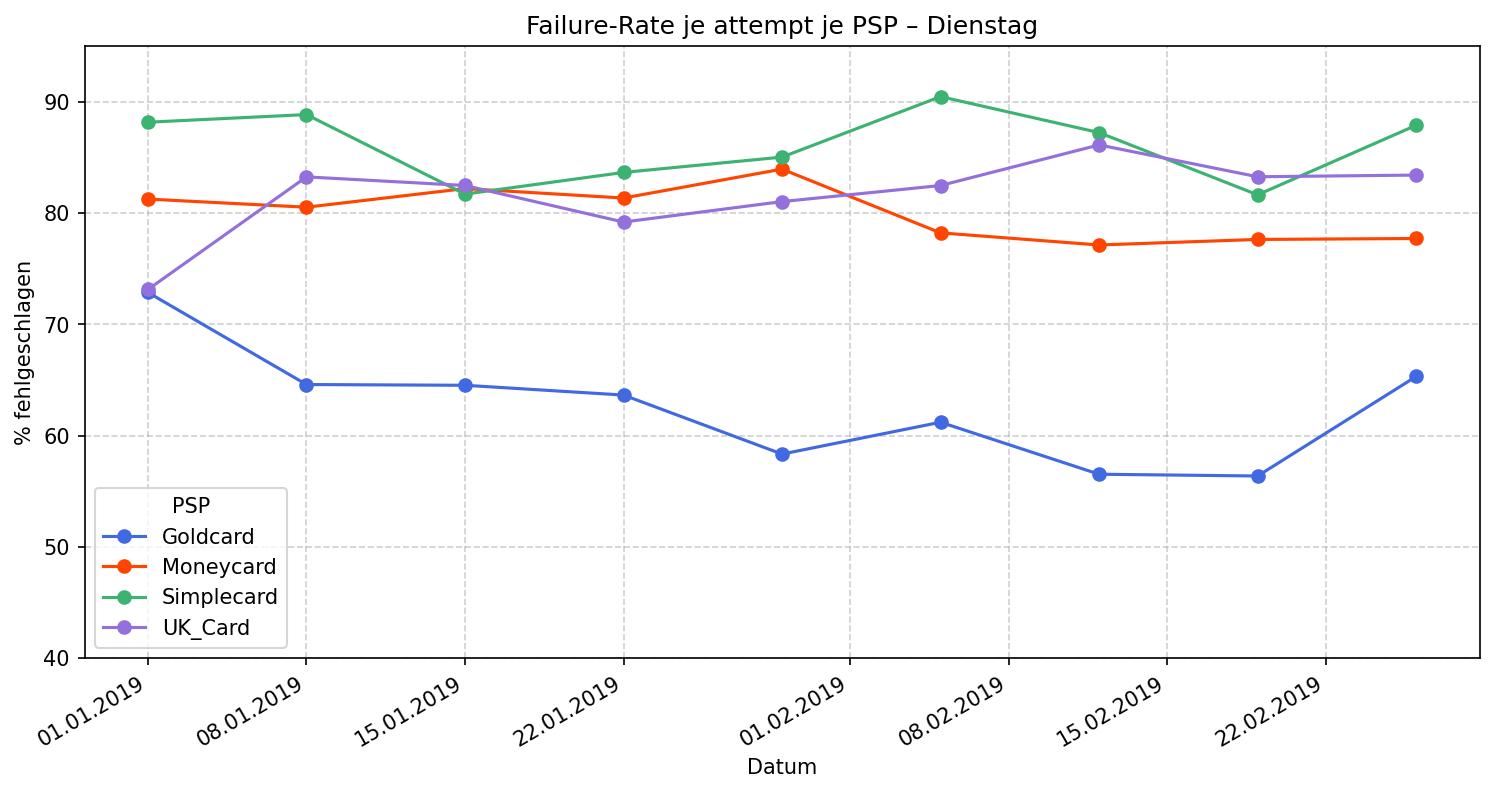 Failure-Rate je attempt je PSP – Dienstag
% fehlgeschlagen
90
80
70
60
50
40
PSP
Goldcard
Moneycard
Simplecard
UK_Card
01.01.2019
08.01.2019
15.01.2019
22.01.2019
01.02.2019
08.02.2019
15.02.2019
22.02.2019
Datum